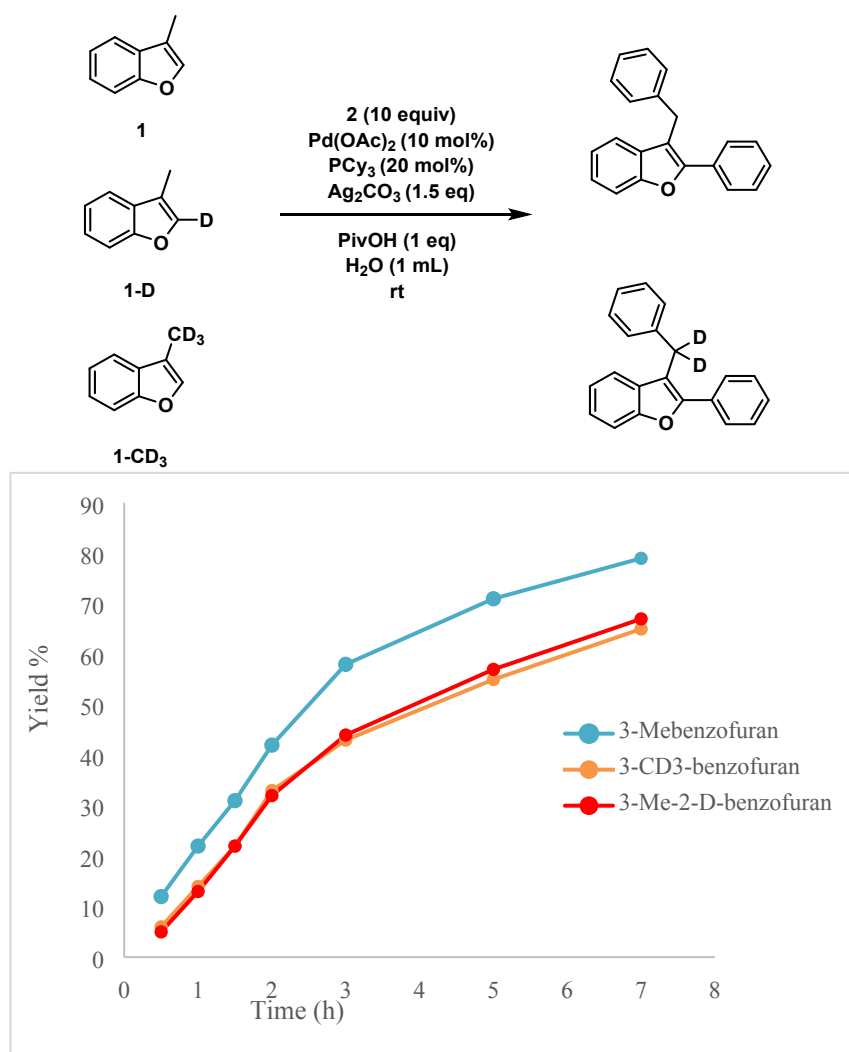 1
O
O
D
1-D
O
CD₃
1-CD₃
2 (10 equiv)
Pd(OAc)₂ (10 mol%)
PCy₃ (20 mol%)
Ag₂CO₃ (1.5 eq)
PivOH (1 eq)
H₂O (1 mL)
rt
O
D
D
O
90
80
70
60
50
40
30
20
10
0
Yield %
0 1 2 3 4 5 6 7 8
Time (h)
3-Mebenzofuran
3-CD3-benzofuran
3-Me-2-D-benzofuran